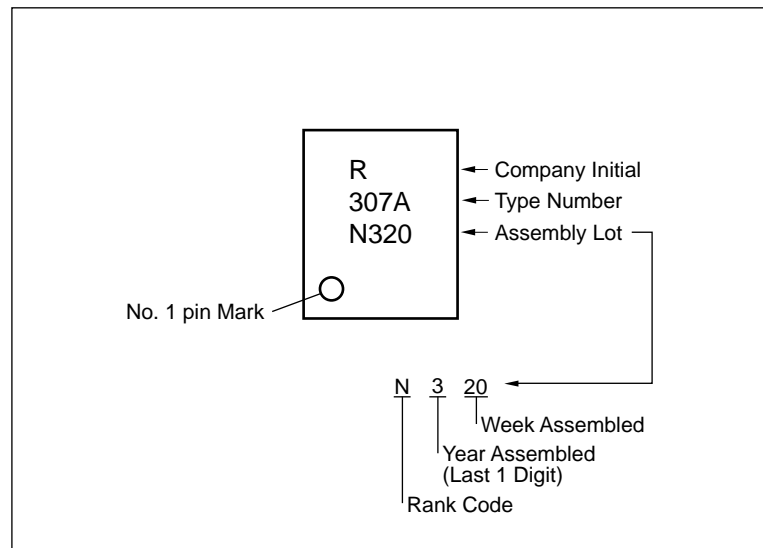 R
307A
N320
Company Initial
Type Number
Assembly Lot
No. 1 pin Mark
N 3 20
Week Assembled
Year Assembled
(Last 1 Digit)
Rank Code